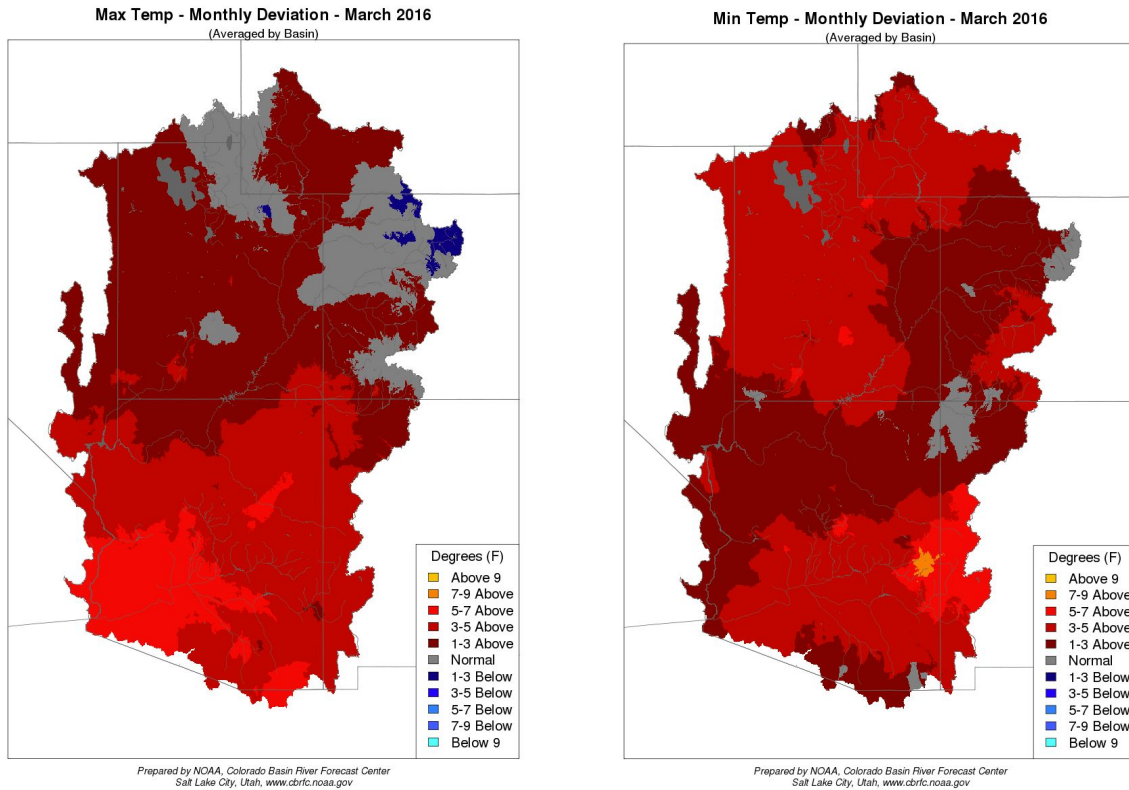 Max Temp - Monthly Deviation - March 2016
(Averaged by Basin)
Degrees (F)
Above 9
7-9 Above
5-7 Above
3-5 Above
1-3 Above
Normal
1-3 Below
3-5 Below
5-7 Below
7-9 Below
Below 9
Prepared by NOAA, Colorado Basin River Forecast Center
Salt Lake City, Utah, www.cbrfc.noaa.gov
Min Temp - Monthly Deviation - March 2016
(Averaged by Basin)
Degrees (F)
Above 9
7-9 Above
5-7 Above
3-5 Above
1-3 Above
Normal
1-3 Below
3-5 Below
5-7 Below
7-9 Below
Below 9
Prepared by NOAA, Colorado Basin River Forecast Center
Salt Lake City, Utah, www.cbrfc.noaa.gov